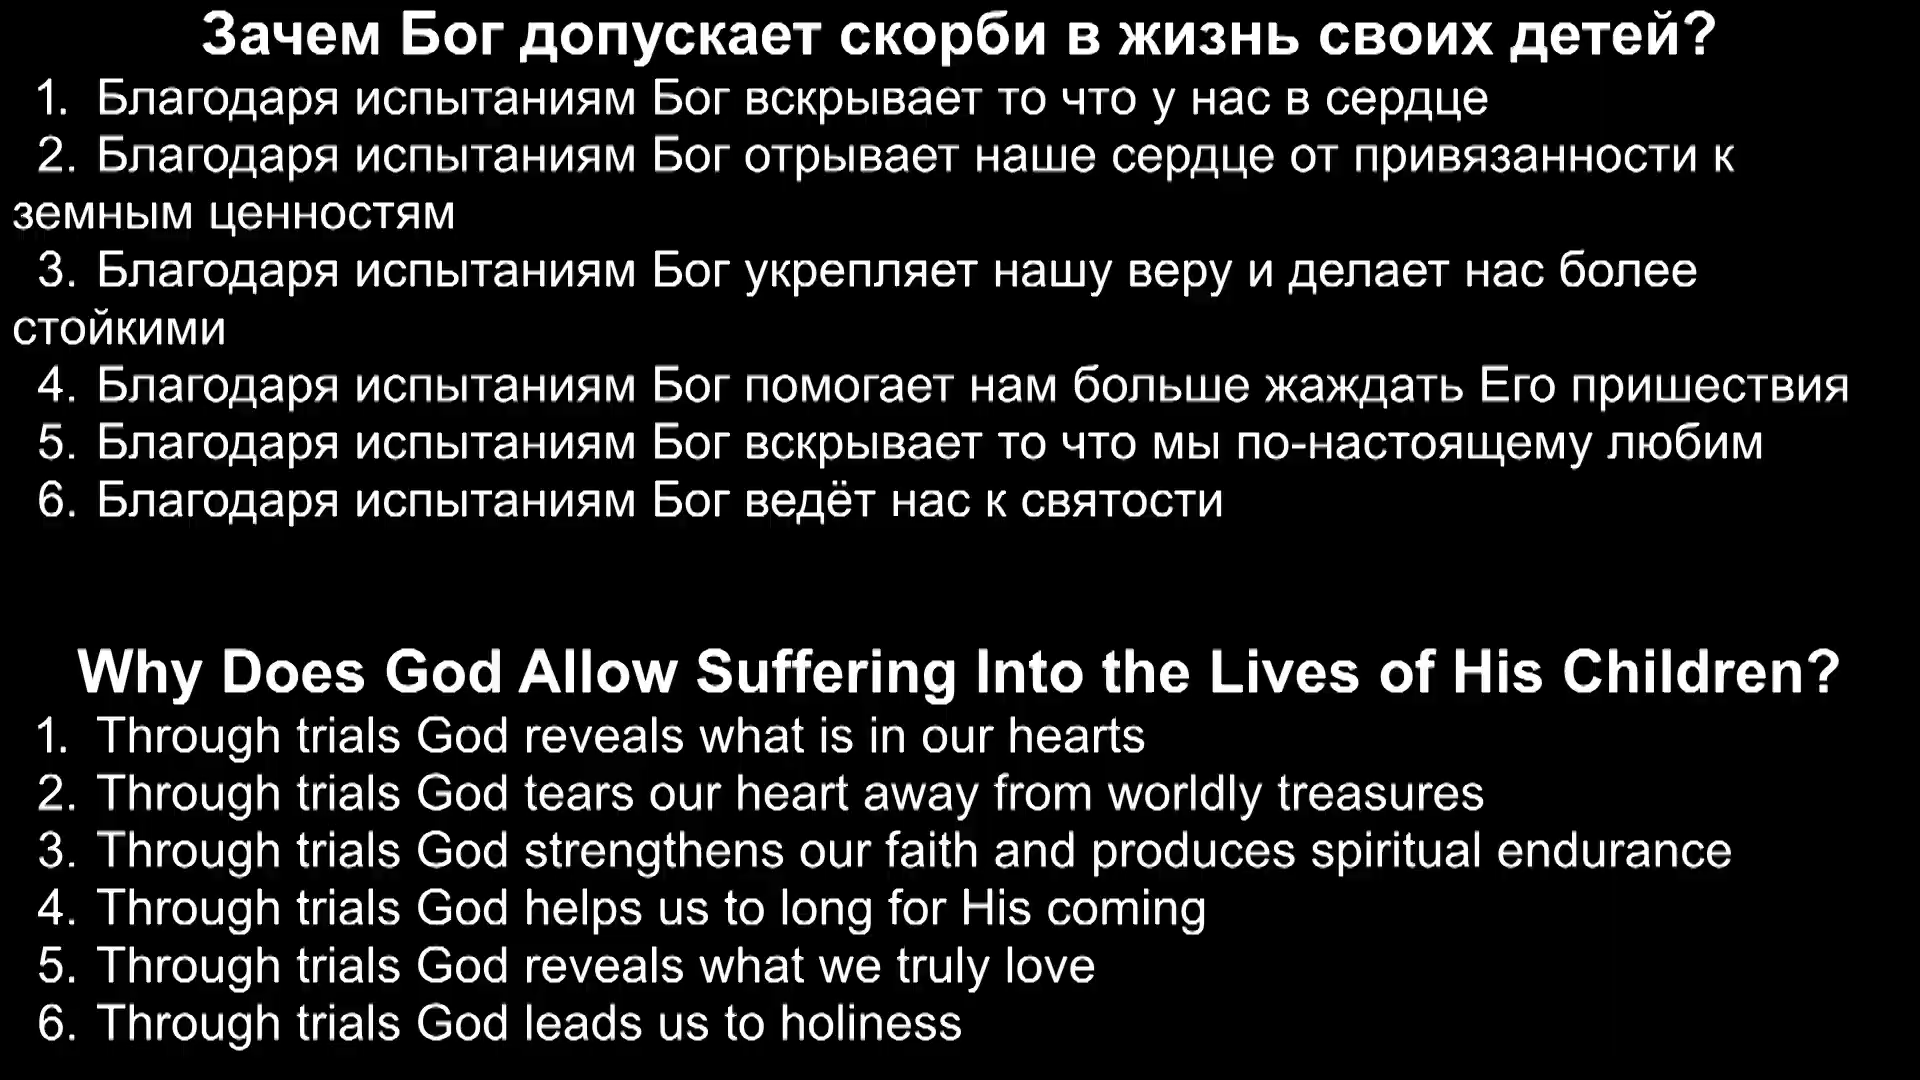 Зачем Бог допускает скорби в жизнь своих детей?
1. Благодаря испытаниям Бог вскрывает то что у нас в сердце
2. Благодаря испытаниям Бог отрывает наше сердце от привязанности к
земным ценностям
3. Благодаря испытаниям Бог укрепляет нашу веру и делает нас более
стойкими
4. Благодаря испытаниям Бог помогает нам больше жаждать Его пришествия
5. Благодаря испытаниям Бог вскрывает то что мы по-настоящему любим
6. Благодаря испытаниям Бог ведёт нас к святости
Why Does God Allow Suffering Into the Lives of His Children?
1. Through trials God reveals what is in our hearts
2. Through trials God tears our heart away from worldly treasures
3. Through trials God strengthens our faith and produces spiritual endurance
4. Through trials God helps us to long for His coming
5. Through trials God reveals what we truly love
6. Through trials God leads us to holiness